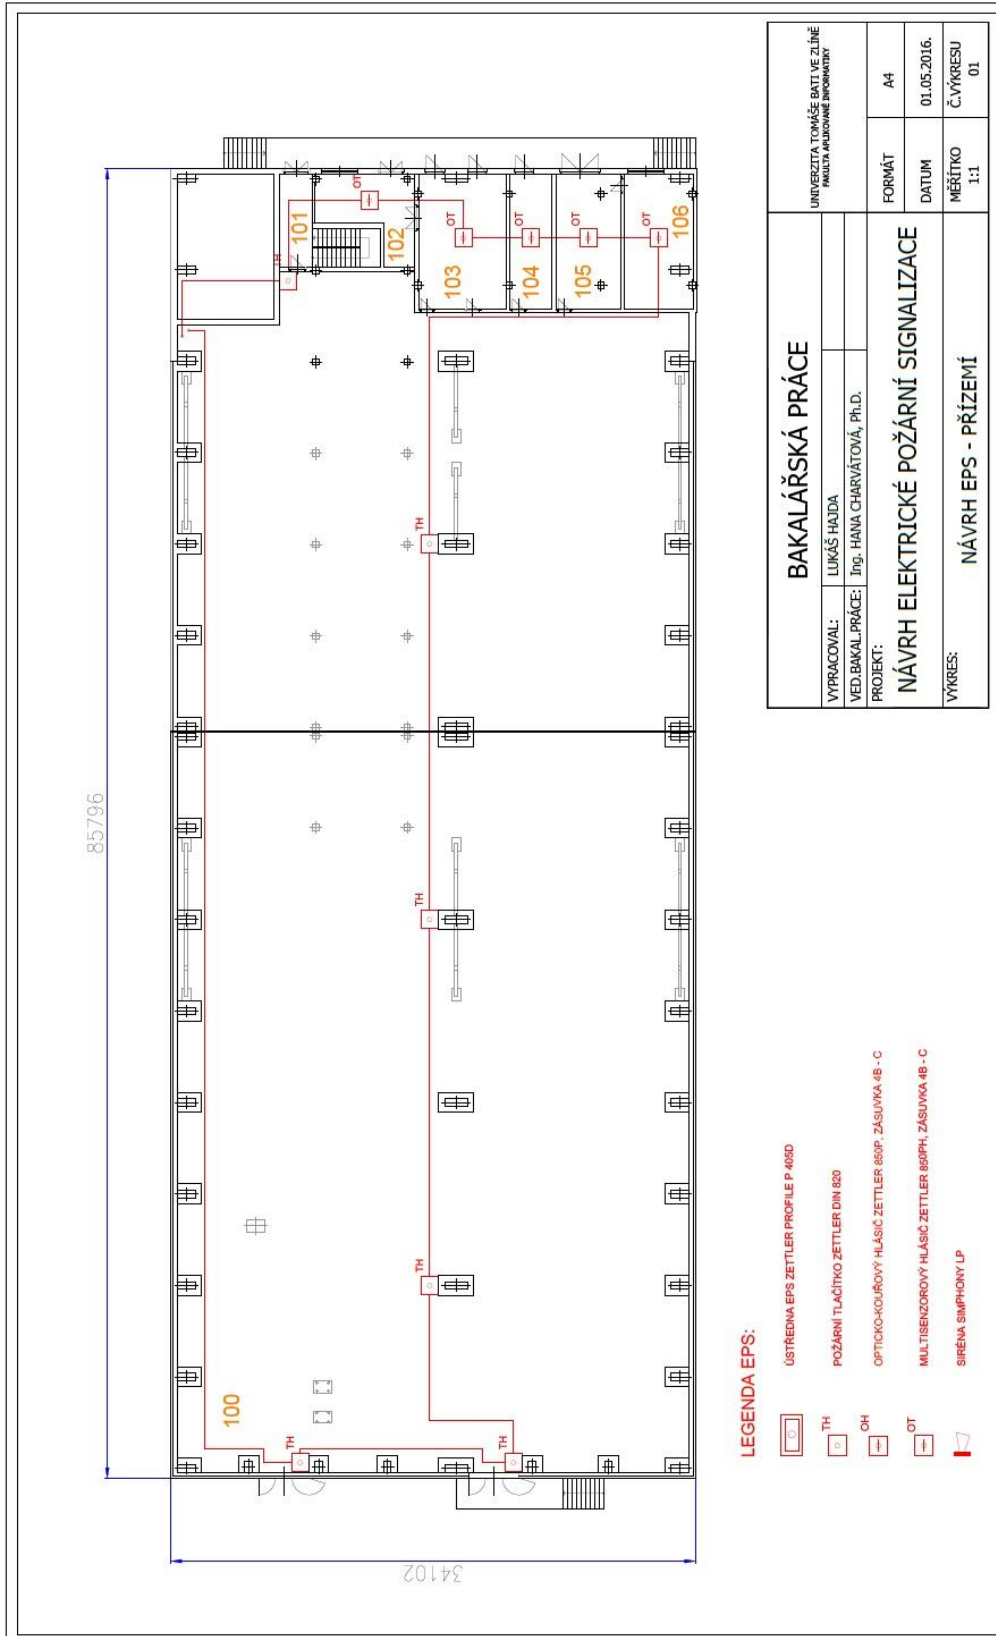 85796
34102
100
101
102
103
104
105
106
TH
OT
OT
OT
OT
OT
TH
TH
TH
TH
TH
LEGENDA EPS:
ÚSTŘEDNA EPS ZETTLER PROFILE P 405D
TH POŽÁRNÍ TLAČÍTKO ZETTLER DIN 820
OH OPTICKO-KOUŘOVÝ HLÁSIČ ZETTLER 850P, ZÁSUVKA 4B - C
OT MULTISENZOROVÝ HLÁSIČ ZETTLER 850PH, ZÁSUVKA 4B - C
SIRÉNA SIMPHONY LP
BAKALÁŘSKÁ PRÁCE
UNIVERZITA TOMÁŠE BATI VE ZLÍNĚ
FAKULTA APLIKOVANÉ INFORMATIKY
VYPRACOVAL: LUKÁŠ HAJDA
VED.BAKAL.PRÁCE: Ing. HANA CHARVÁTOVÁ, Ph.D.
PROJEKT:
NÁVRH ELEKTRICKÉ POŽÁRNÍ SIGNALIZACE
FORMÁT A4
DATUM 01.05.2016.
VÝKRES:
NÁVRH EPS - PŘÍZEMÍ
MĚŘÍTKO
1:1
Č.VÝKRESU
01